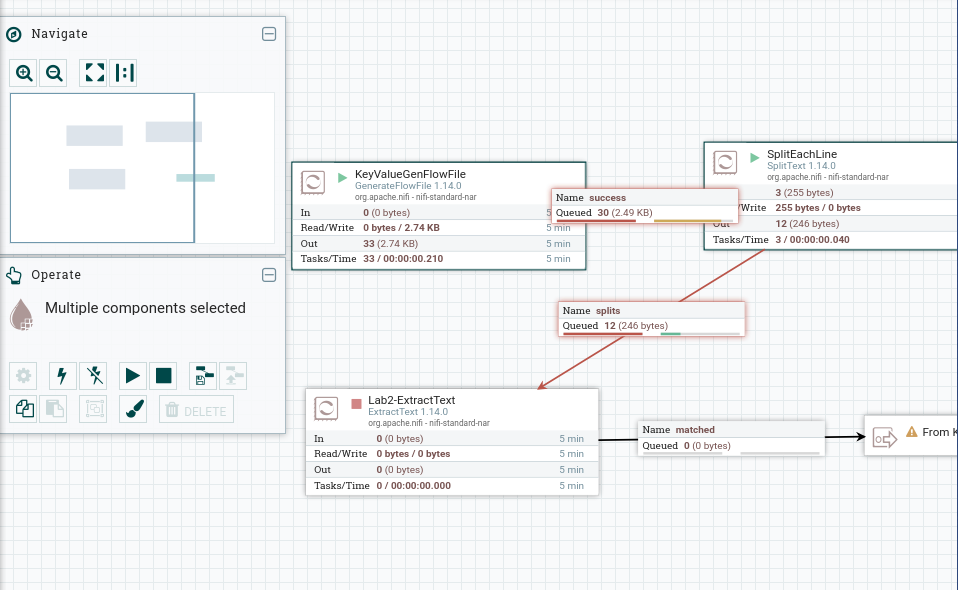 Navigate
Operate
Multiple components selected
DELETE
KeyValueGenFlowFile
GenerateFlowFile 1.14.0
org.apache.nifi - nifi-standard-nar
In 0 (0 bytes) 5
Read/Write 0 bytes / 2.74 KB 5 min
Out 33 (2.74 KB) 5 min
Tasks/Time 33 / 00:00:00.210 5 min
Name success
Queued 30 (2.49 KB)
SplitEachLine
SplitText 1.14.0
org.apache.nifi - nifi-standard-nar
3 (255 bytes)
/Write 255 bytes / 0 bytes
Out 12 (246 bytes)
Tasks/Time 3 / 00:00:00.040
Name splits
Queued 12 (246 bytes)
Lab2-ExtractText
ExtractText 1.14.0
org.apache.nifi - nifi-standard-nar
In 0 (0 bytes) 5 min
Read/Write 0 bytes / 0 bytes 5 min
Out 0 (0 bytes) 5 min
Tasks/Time 0 / 00:00:00.000 5 min
Name matched
Queued 0 (0 bytes)
From K